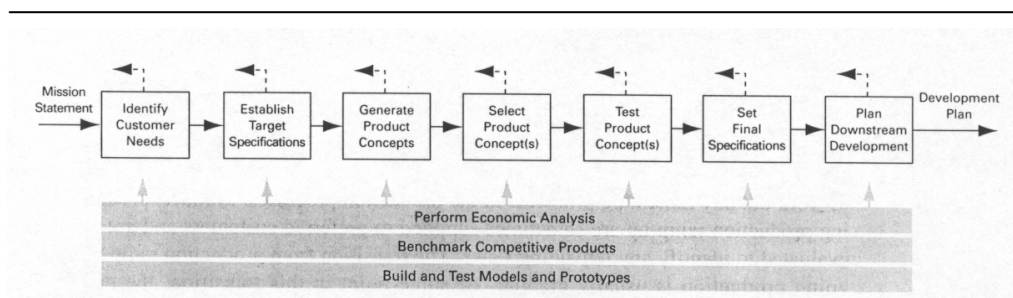 Mission
Statement
Identify
Customer
Needs
Establish
Target
Specifications
Generate
Product
Concepts
Select
Product
Concept(s)
Test
Product
Concept(s)
Set
Final
Specifications
Plan
Downstream
Development
Development
Plan
Perform Economic Analysis
Benchmark Competitive Products
Build and Test Models and Prototypes